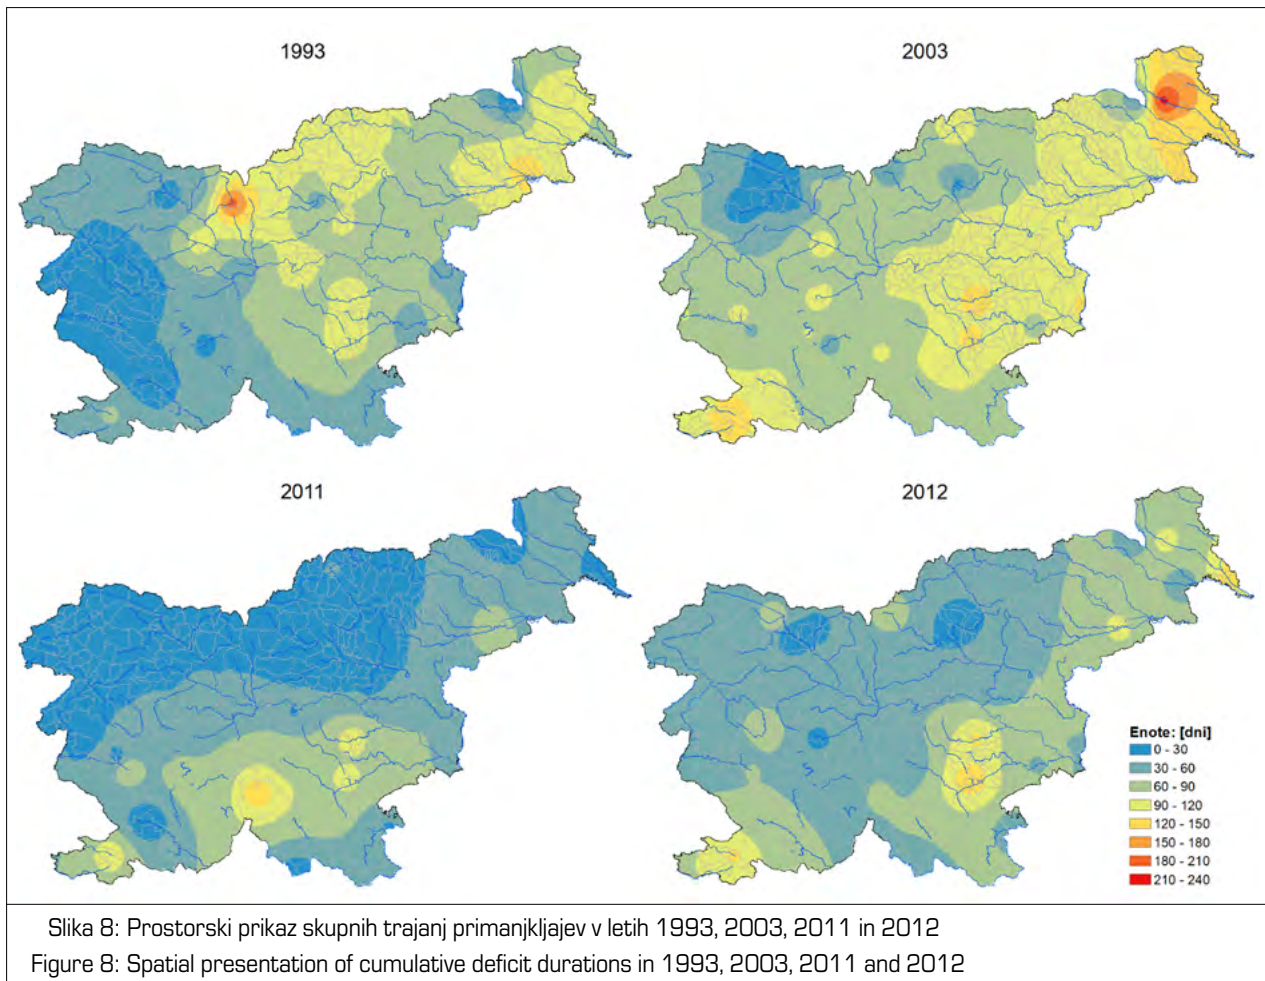 1993
2003
2011
2012
Enote: [dni]
0 - 30
30 - 60
60 - 90
90 - 120
120 - 150
150 - 180
180 - 210
210 - 240
Slika 8: Prostorski prikaz skupnih trajanj primanjkljajev v letih 1993, 2003, 2011 in 2012
Figure 8: Spatial presentation of cumulative deficit durations in 1993, 2003, 2011 and 2012